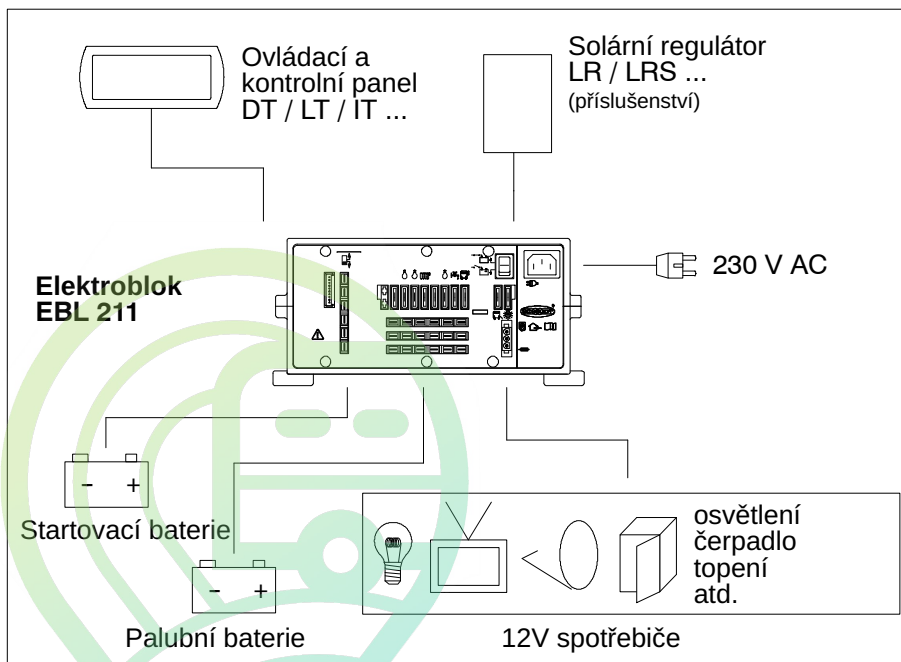 Ovládací a
kontrolní panel
DT / LT / IT ...
Solární regulátor
LR / LRS ...
(příslušenství)
Elektroblok
EBL 211
230 V AC
- +
Startovací baterie
- +
Palubní baterie
osvětlení
čerpadlo
topení
atd.
12V spotřebiče